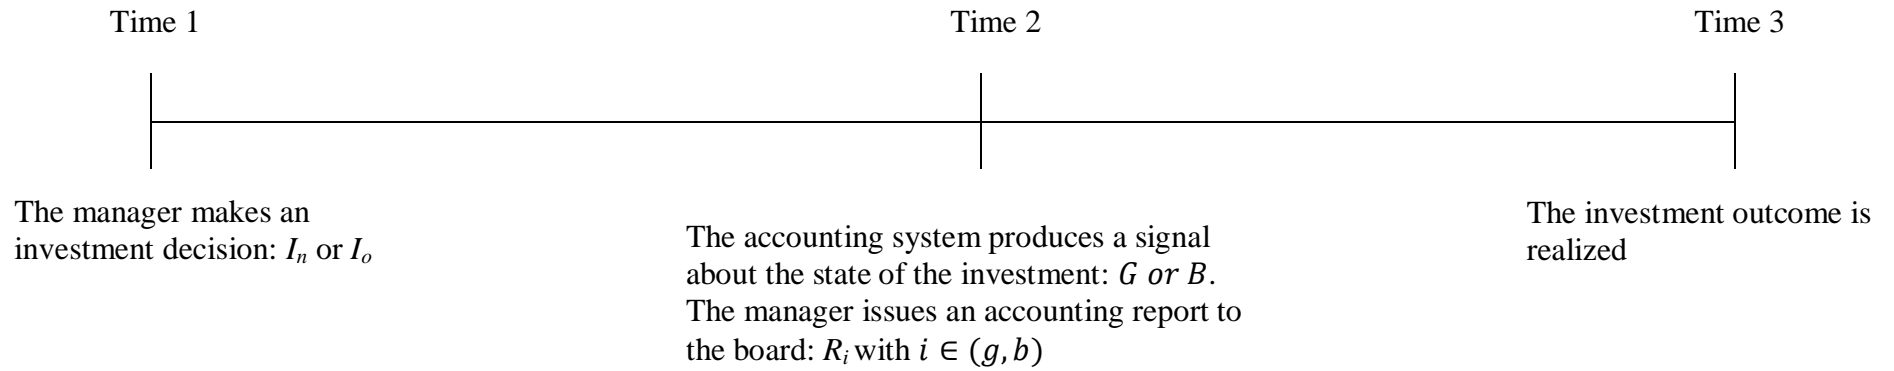 Time 1
Time 2
Time 3
The manager makes an
investment decision: Iₙ or Iₒ
The accounting system produces a signal
about the state of the investment: G or B.
The manager issues an accounting report to
the board: Rᵢ with i ∈ (g, b)
The investment outcome is
realized